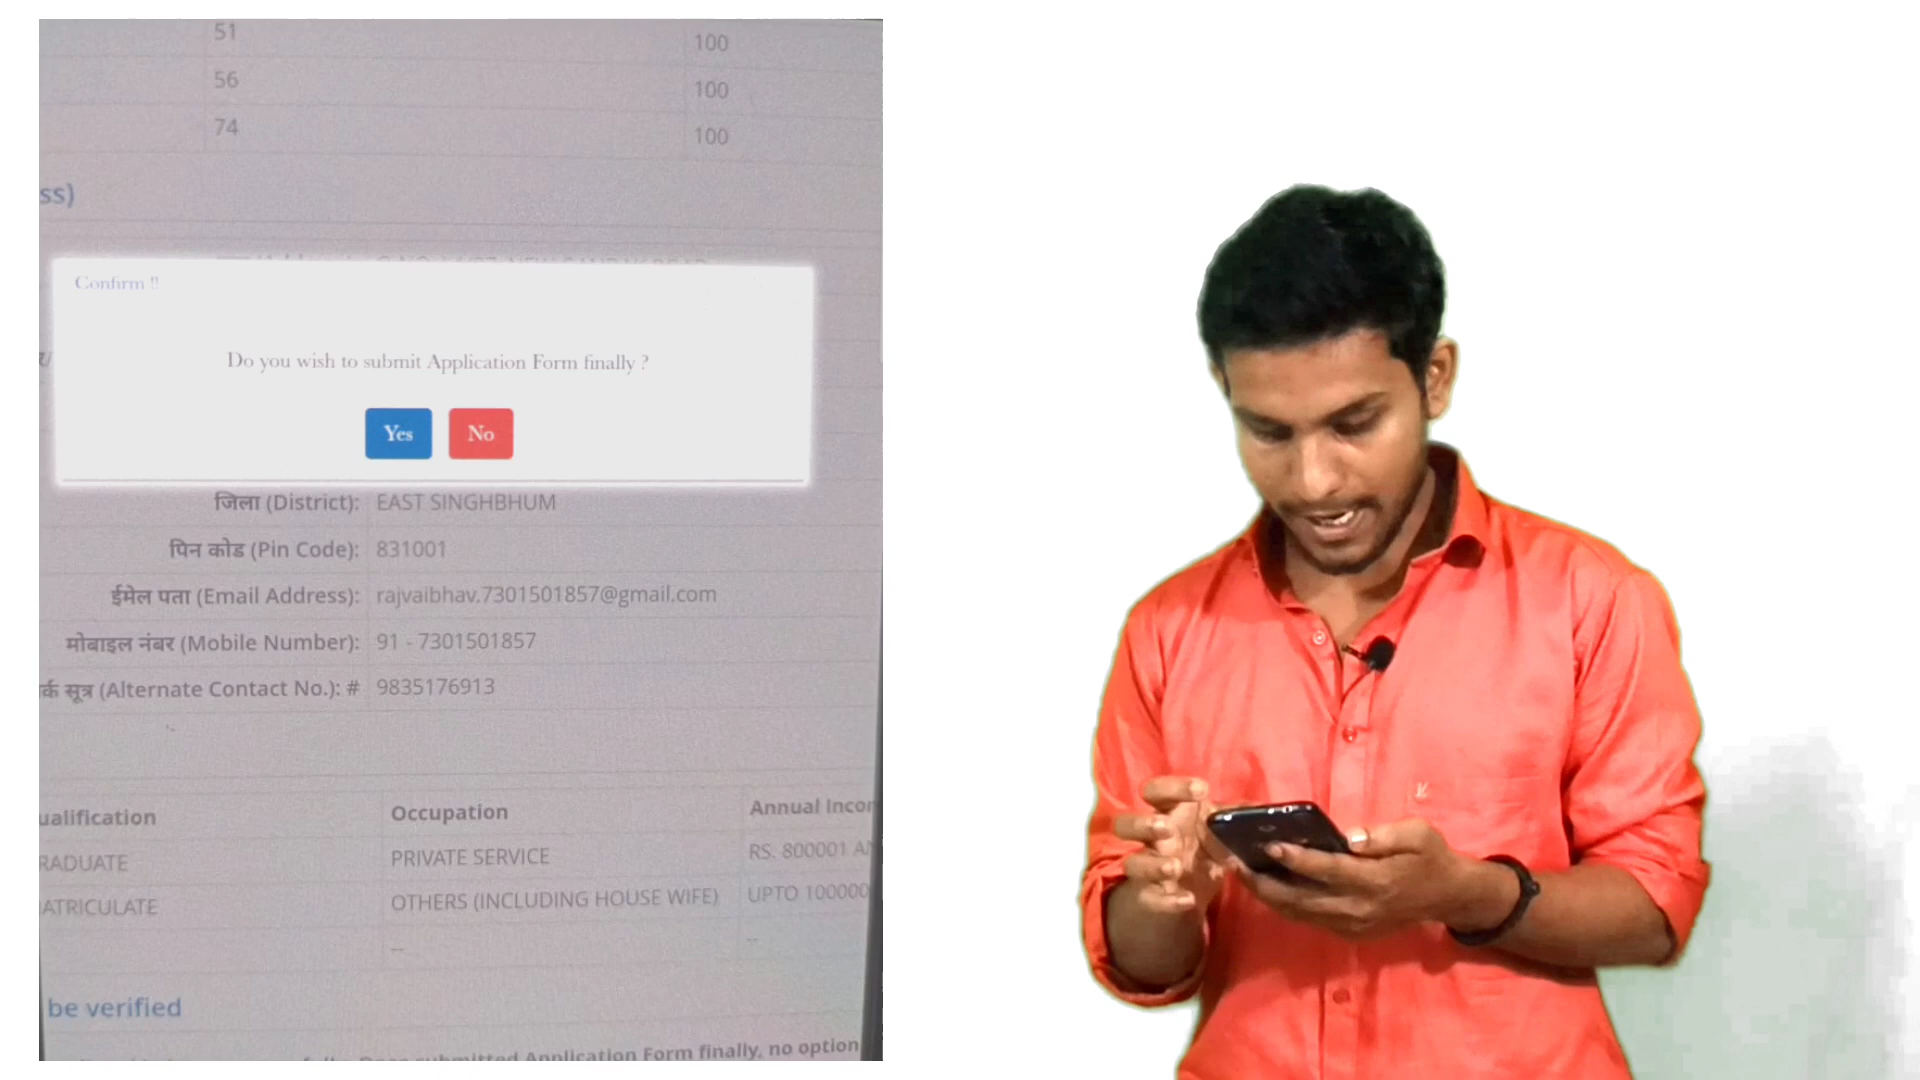 51 100
56 100
74 100
ss)
Confirm !!
Do you wish to submit Application Form finally ?
Yes No
जिला (District): EAST SINGHBHUM
पिन कोड (Pin Code): 831001
ईमेल पता (Email Address): rajvaibhav.7301501857@gmail.com
मोबाइल नंबर (Mobile Number): 91 - 7301501857
र्क सूत्र (Alternate Contact No.): # 9835176913
ualification Occupation Annual Incor
RADUATE PRIVATE SERVICE RS. 800001 A
ATRICULATE OTHERS (INCLUDING HOUSE WIFE) UPTO 100000
-- --
be verified
submitted Application Form finally, no option